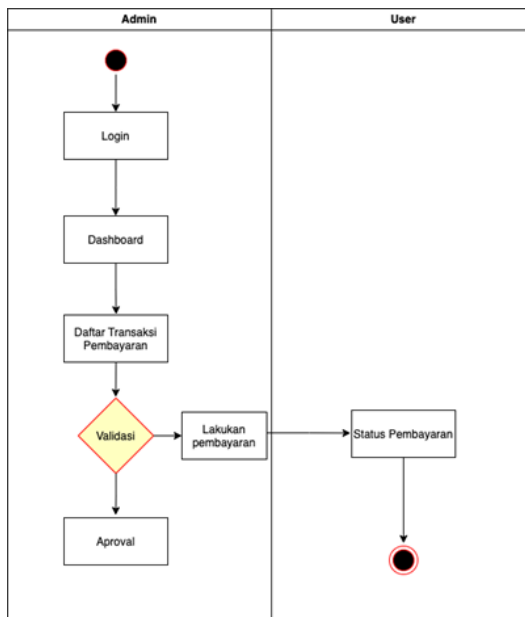 Admin
User
Login
Dashboard
Daftar Transaksi
Pembayaran
Validasi
Lakukan
pembayaran
Status Pembayaran
Aproval